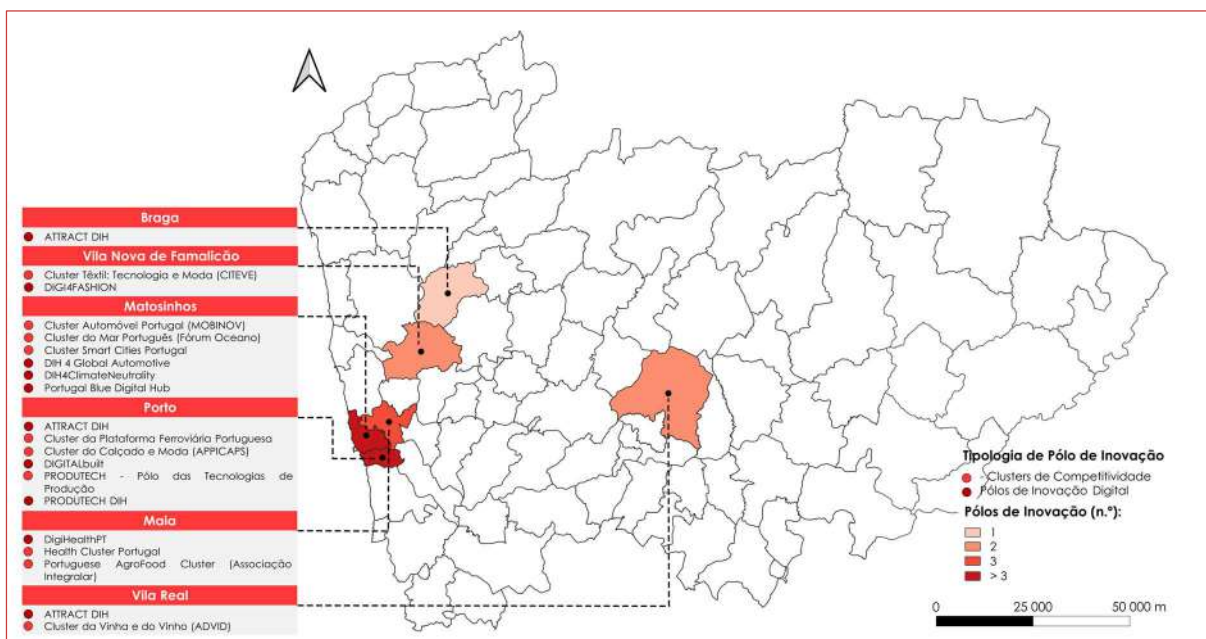 Braga
ATTRACT DIH
Vila Nova de Famalicão
Cluster Têxtil: Tecnologia e Moda (CITEVE)
DIGI4FASHION
Matosinhos
Cluster Automóvel Portugal (MOBINOV)
Cluster do Mar Português (Fórum Oceano)
Cluster Smart Cities Portugal
DIH 4 Global Automotive
DIH4ClimateNeutrality
Portugal Blue Digital Hub
Porto
ATTRACT DIH
Cluster da Plataforma Ferroviária Portuguesa
Cluster do Calçado e Moda (APPICAPS)
DIGITALbuilt
PRODUTECH - Pólo das Tecnologias de
Produção
PRODUTECH DIH
Maia
DigiHealthPT
Health Cluster Portugal
Portuguese AgroFood Cluster (Associação
Integralar)
Vila Real
ATTRACT DIH
Cluster da Vinha e do Vinho (ADVID)
Tipologia de Pólo de Inovação
- Clusters de Competitividade
Pólos de Inovação Digital
Pólos de Inovação (n.º):
1
2
3
> 3
0 25 000 50 000 m